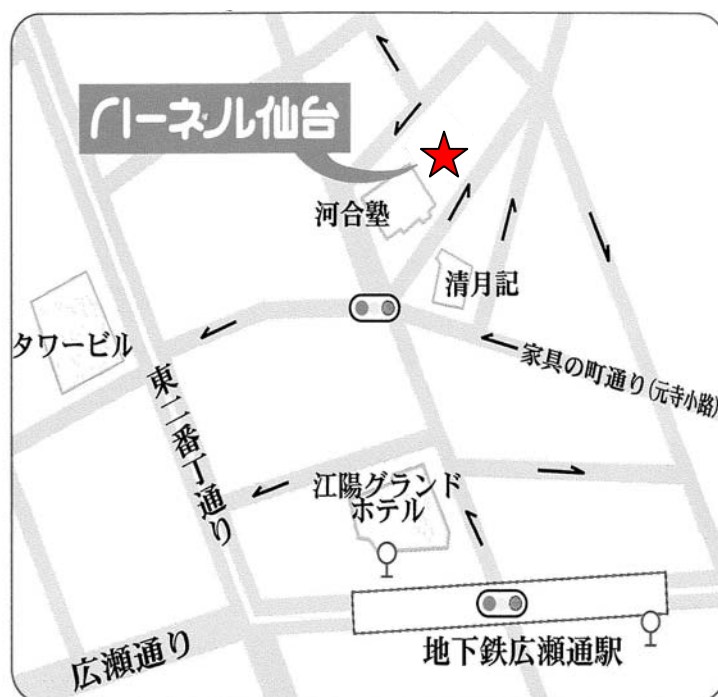 ハーネル仙台
河合塾
清月記
タワービル
家具の町通り(元寺小路)
東二番丁通り
江陽グランド
ホテル
広瀬通り
地下鉄広瀬通駅